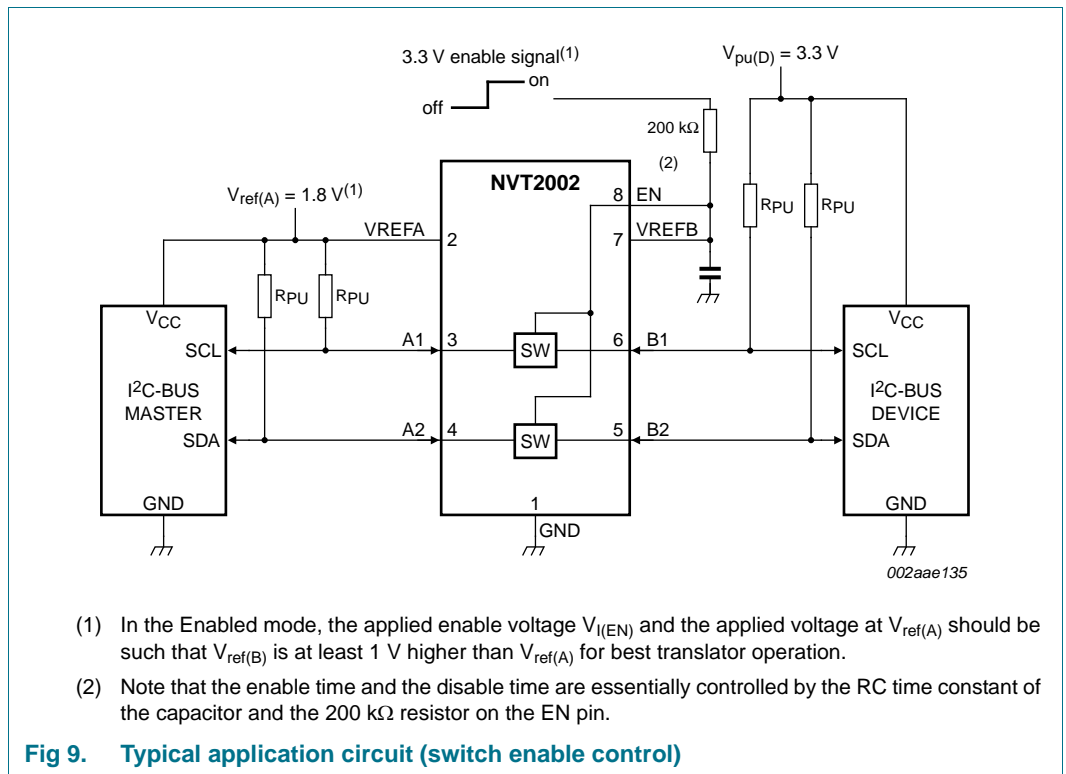 3.3 V enable signal(1)
on
off
Vpu(D) = 3.3 V
200 kΩ
(2)
NVT2002
Vref(A) = 1.8 V(1)
8 EN
RPU
RPU
VREFA
2
7 VREFB
RPU
RPU
VCC
VCC
SCL
A1
3
SW
6
B1
SCL
I2C-BUS
MASTER
I2C-BUS
DEVICE
SDA
A2
4
SW
5
B2
SDA
GND
1
GND
GND
002aae135
(1) In the Enabled mode, the applied enable voltage VI(EN) and the applied voltage at Vref(A) should be
such that Vref(B) is at least 1 V higher than Vref(A) for best translator operation.
(2) Note that the enable time and the disable time are essentially controlled by the RC time constant of
the capacitor and the 200 kΩ resistor on the EN pin.
Fig 9. Typical application circuit (switch enable control)